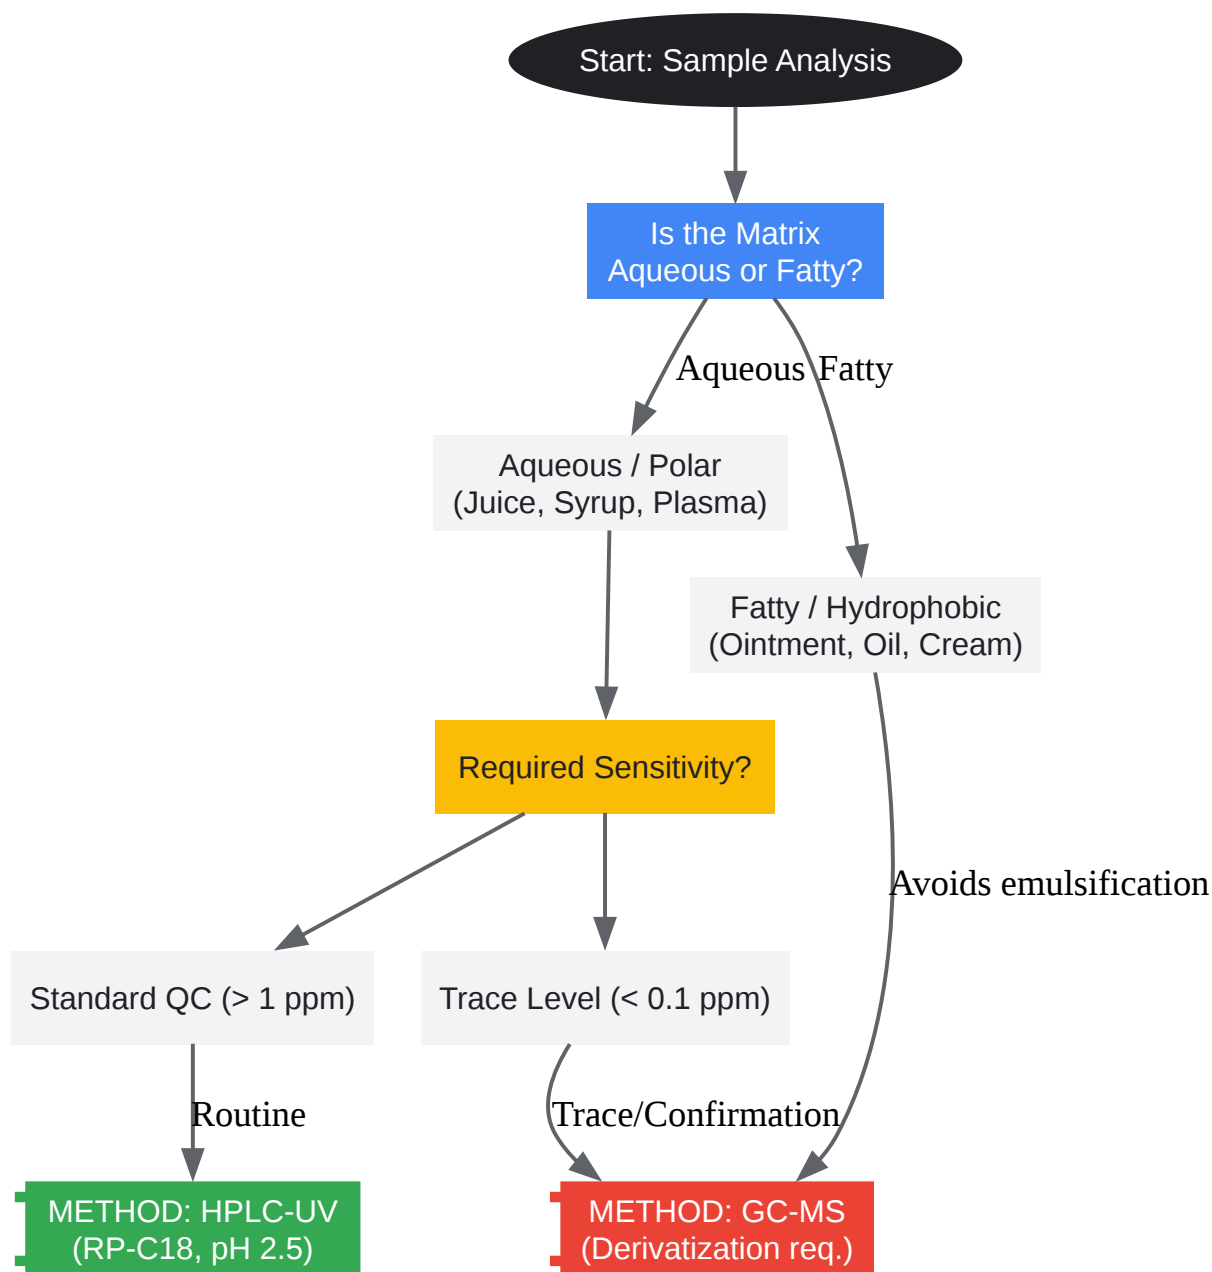 Start: Sample Analysis
Is the Matrix
Aqueous or Fatty?
Aqueous
Fatty
Aqueous / Polar
(Juice, Syrup, Plasma)
Fatty / Hydrophobic
(Ointment, Oil, Cream)
Required Sensitivity?
Avoids emulsification
Standard QC (> 1 ppm)
Trace Level (< 0.1 ppm)
Routine
Trace/Confirmation
METHOD: HPLC-UV
(RP-C18, pH 2.5)
METHOD: GC-MS
(Derivatization req.)